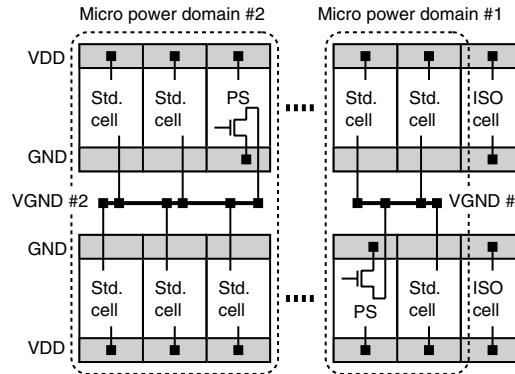 Micro power domain #2
Micro power domain #1
VDD
Std. cell
Std. cell
PS
Std. cell
Std. cell
ISO cell
GND
VGND #2
VGND #
GND
Std. cell
Std. cell
Std. cell
PS
Std. cell
ISO cell
VDD